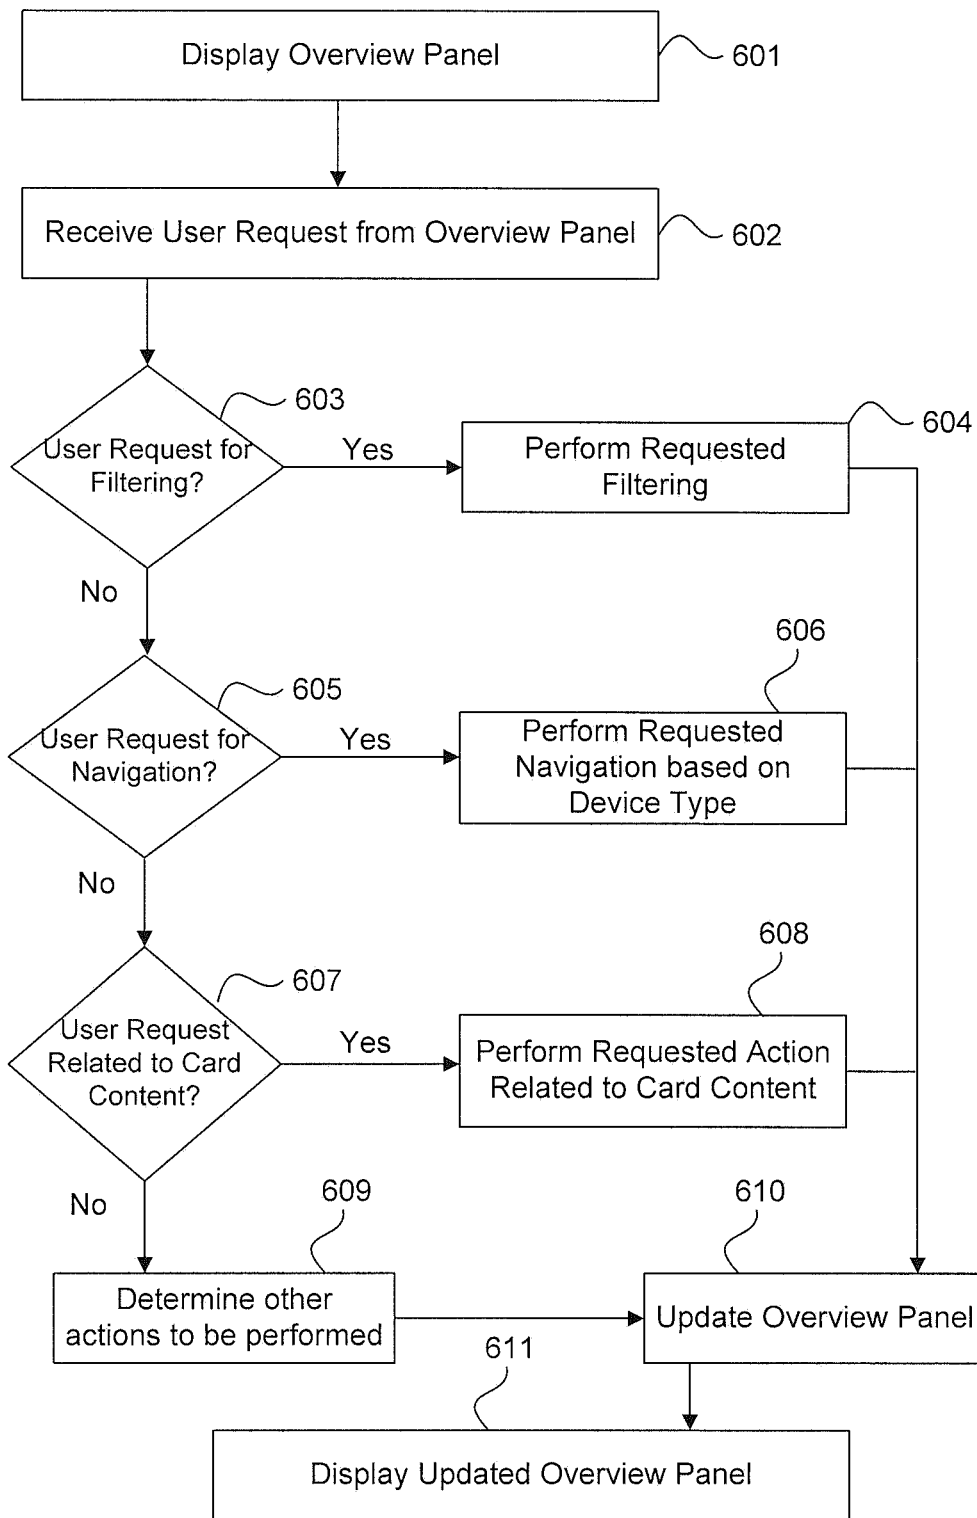 Display Overview Panel
601
Receive User Request from Overview Panel
602
603
User Request for
Filtering?
Yes
Perform Requested
Filtering
604
No
605
User Request for
Navigation?
Yes
606
Perform Requested
Navigation based on
Device Type
No
607
User Request
Related to Card
Content?
Yes
608
Perform Requested Action
Related to Card Content
No
609
Determine other
actions to be performed
610
Update Overview Panel
611
Display Updated Overview Panel